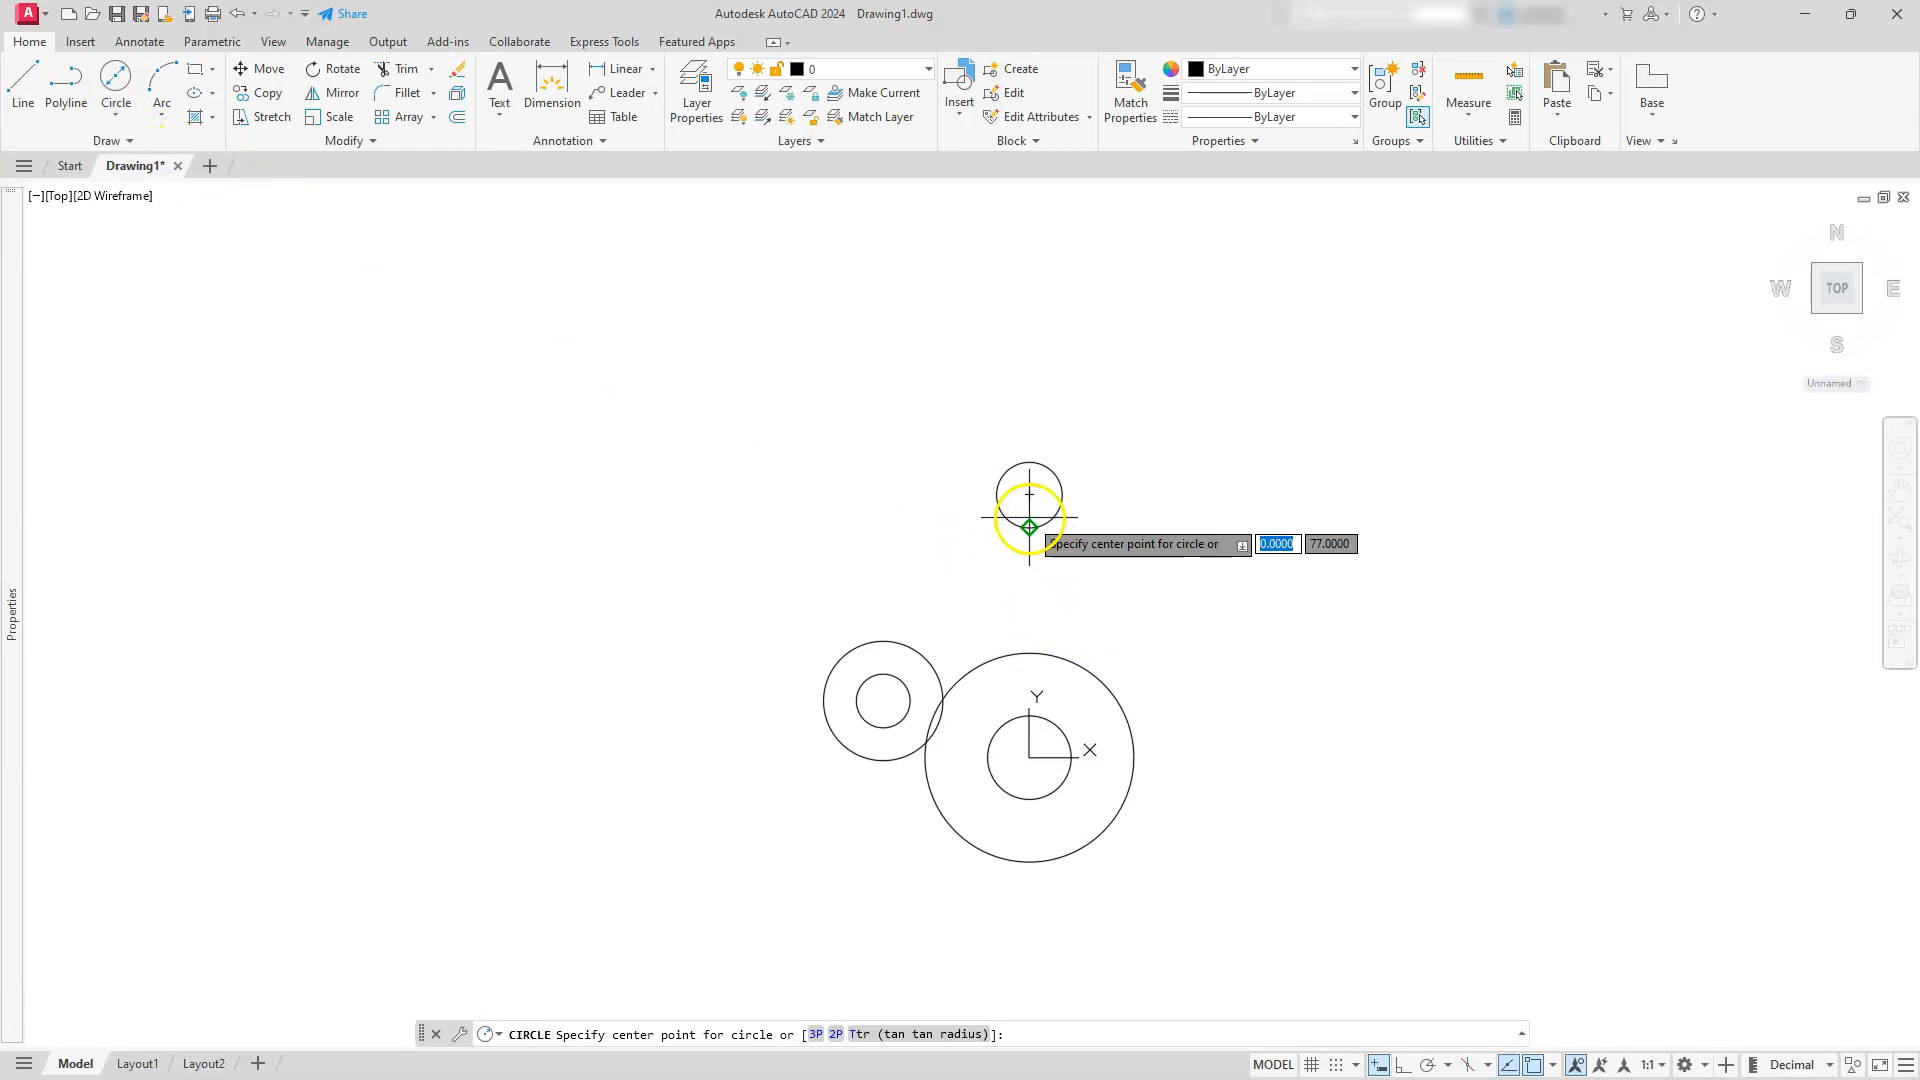 A Share Autodesk AutoCAD 2024 Drawing1.dwg
Home Insert Annotate Parametric View Manage Output Add-ins Collaborate Express Tools Featured Apps
Line Polyline Circle Arc
Draw
Move Rotate Trim
Copy Mirror Fillet
Stretch Scale Array
Modify
A Text Dimension
Linear
Leader
Table
Annotation
Layer Properties
0
Make Current
Match Layer
Layers
Insert
Create
Edit
Edit Attributes
Block
Match Properties
ByLayer
ByLayer
ByLayer
Properties
Group
Groups
Measure
Utilities
Paste
Clipboard
Base
View
Start Drawing1*
[−][Top][2D Wireframe]
N
W TOP E
S
Unnamed
Properties
Specify center point for circle or 0.0000 77.0000
Y
X
CIRCLE Specify center point for circle or [3P 2P Ttr (tan tan radius)]:
Model Layout1 Layout2 MODEL 1:1 Decimal